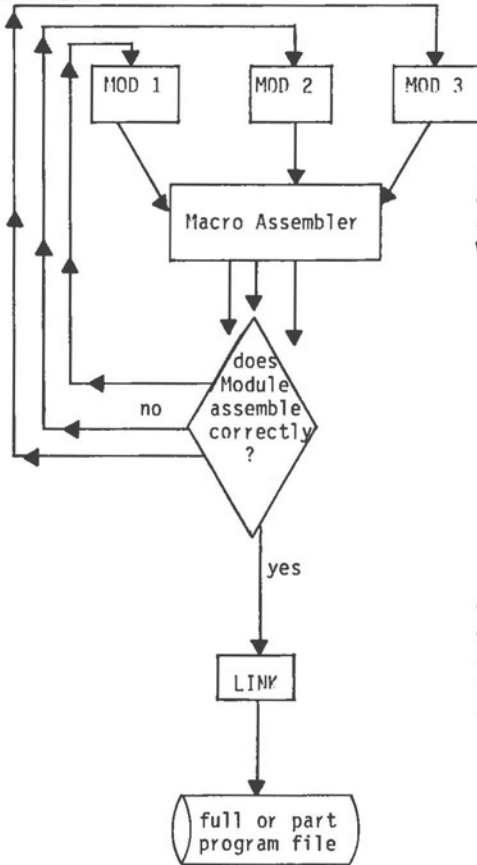 MOD 1
MOD 2
MOD 3
Macro Assembler
does
Module
assemble
correctly
?
no
yes
LINK
full or part
program file